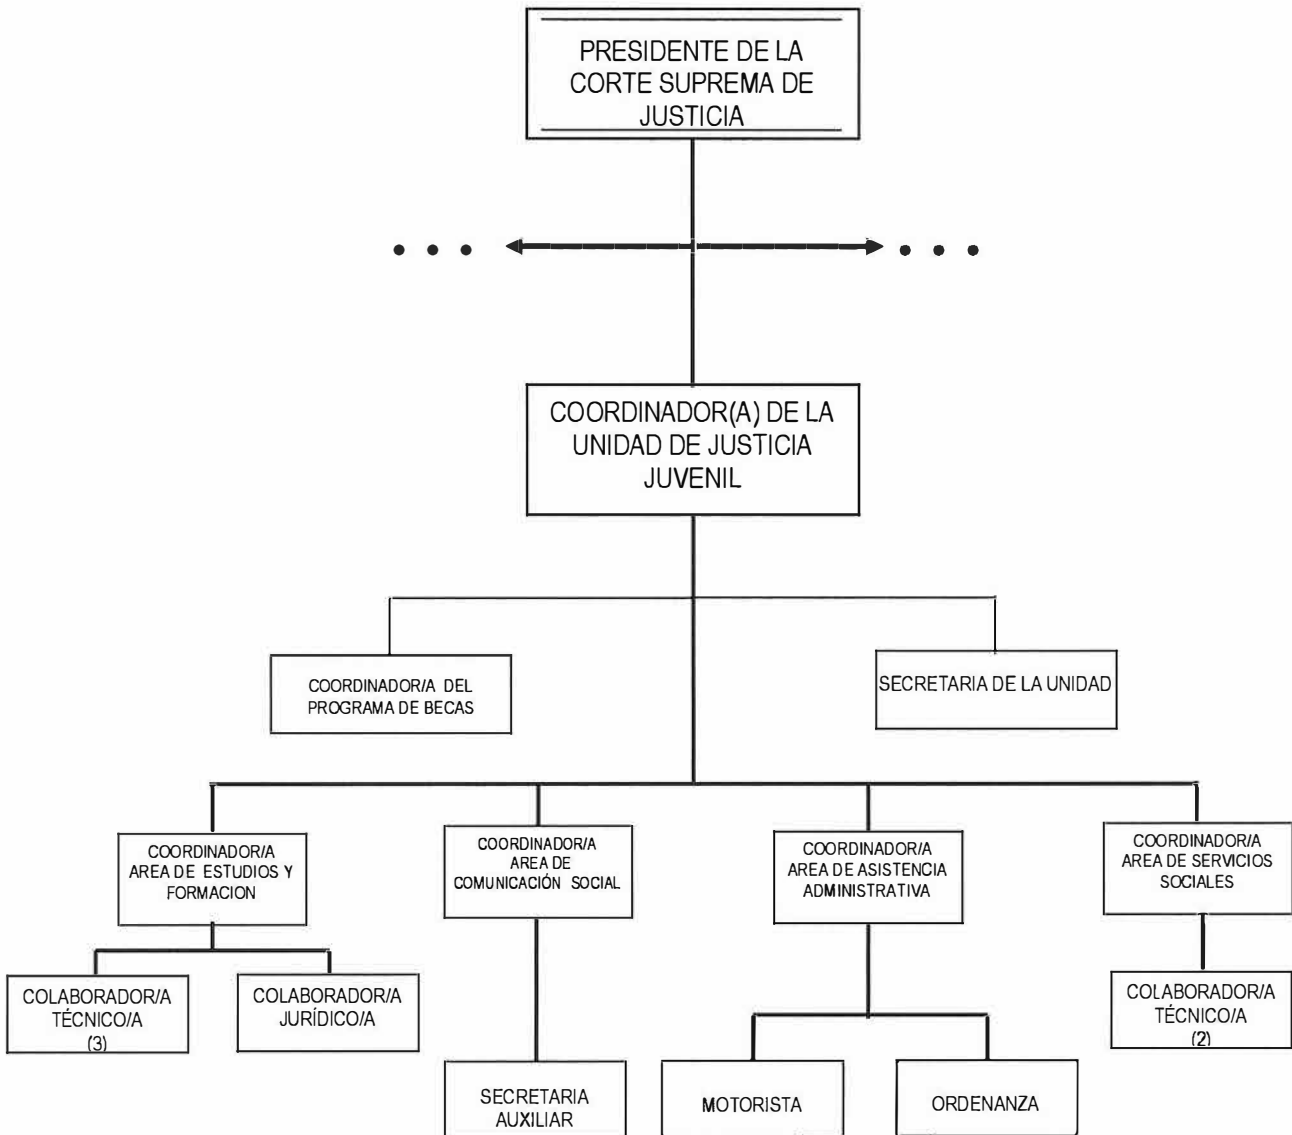 PRESIDENTE DE LA
CORTE SUPREMA DE
JUSTICIA
COORDINADOR(A) DE LA
UNIDAD DE JUSTICIA
JUVENIL
COORDINADOR/A DEL
PROGRAMA DE BECAS
SECRETARIA DE LA UNIDAD
COORDINADOR/A
AREA DE ESTUDIOS Y
FORMACION
COORDINADOR/A
AREA DE
COMUNICACIÓN SOCIAL
COORDINADOR/A
AREA DE ASISTENCIA
ADMINISTRATIVA
COORDINADOR/A
AREA DE SERVICIOS
SOCIALES
COLABORADOR/A
TÉCNICO/A
(3)
COLABORADOR/A
JURÍDICO/A
COLABORADOR/A
TÉCNICO/A
(2)
SECRETARIA
AUXILIAR
MOTORISTA
ORDENANZA